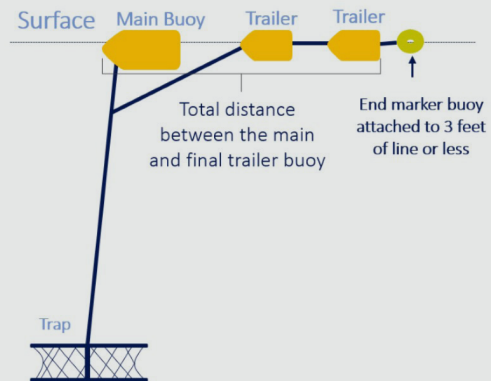 Surface
Main Buoy
Trailer
Trailer
Total distance
between the main
and final trailer buoy
End marker buoy
attached to 3 feet
of line or less
Trap